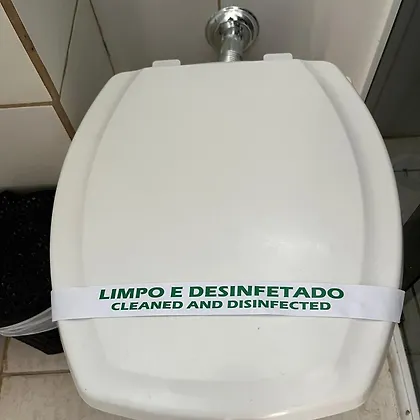 LIMPO E DESINFETADO
CLEANED AND DISINFECTED